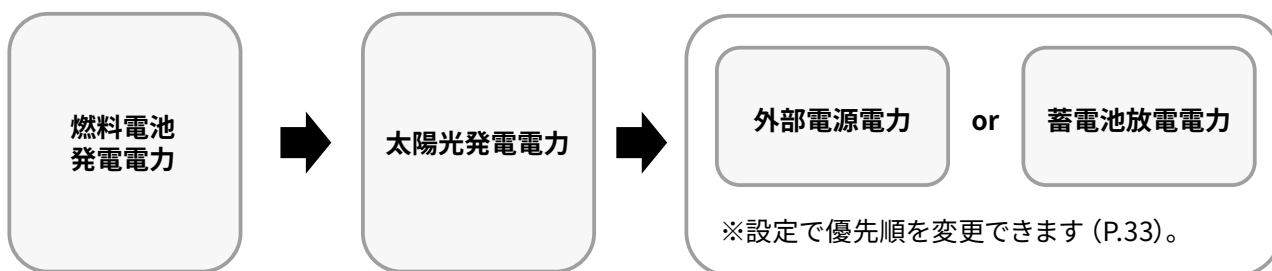 燃料電池
発電電力
太陽光発電電力
外部電源電力
or
蓄電池放電電力
※設定で優先順を変更できます（P.33）。